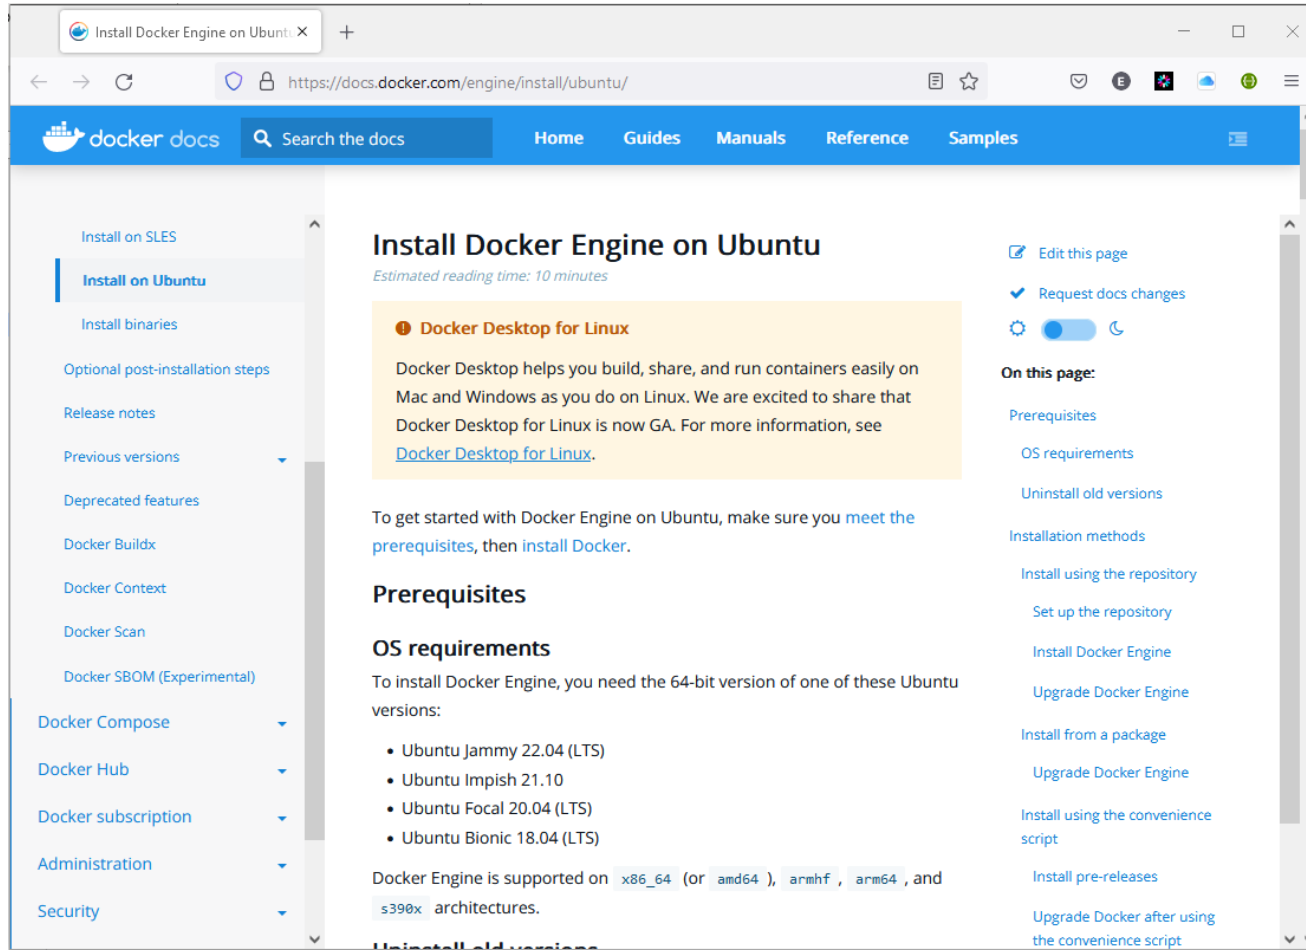 Install Docker Engine on Ubuntu
https://docs.docker.com/engine/install/ubuntu/
E
docker docs
Search the docs
Home
Guides
Manuals
Reference
Samples
Install on SLES
Install on Ubuntu
Install binaries
Optional post-installation steps
Release notes
Previous versions
Deprecated features
Docker Buildx
Docker Context
Docker Scan
Docker SBOM (Experimental)
Docker Compose
Docker Hub
Docker subscription
Administration
Security
Install Docker Engine on Ubuntu
Estimated reading time: 10 minutes
Docker Desktop for Linux
Docker Desktop helps you build, share, and run containers easily on
Mac and Windows as you do on Linux. We are excited to share that
Docker Desktop for Linux is now GA. For more information, see
Docker Desktop for Linux.
To get started with Docker Engine on Ubuntu, make sure you meet the
prerequisites, then install Docker.
Prerequisites
OS requirements
To install Docker Engine, you need the 64-bit version of one of these Ubuntu
versions:
• Ubuntu Jammy 22.04 (LTS)
• Ubuntu Impish 21.10
• Ubuntu Focal 20.04 (LTS)
• Ubuntu Bionic 18.04 (LTS)
Docker Engine is supported on x86_64 (or amd64 ), armhf , arm64 , and
s390x architectures.
Uninstall old versions
Edit this page
Request docs changes
On this page:
Prerequisites
OS requirements
Uninstall old versions
Installation methods
Install using the repository
Set up the repository
Install Docker Engine
Upgrade Docker Engine
Install from a package
Upgrade Docker Engine
Install using the convenience
script
Install pre-releases
Upgrade Docker after using
the convenience script